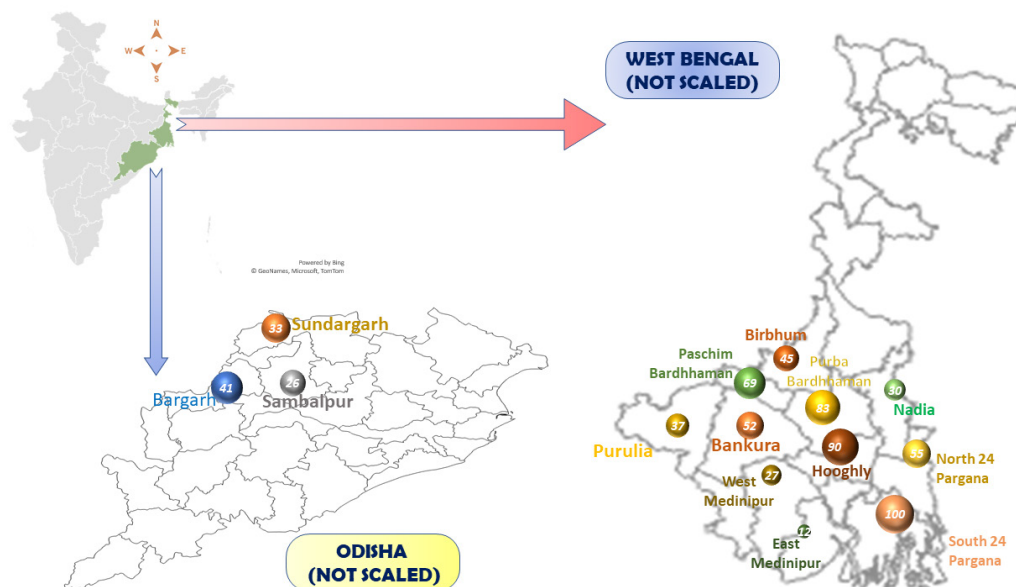 N
W
E
S
WEST BENGAL
(NOT SCALED)
Powered by Bing
© GeoNames, Microsoft, TomTom
33
Sundargarh
41
Bargarh
26
Sambalpur
ODISHA
(NOT SCALED)
Birbhum
45
Paschim
Bardhhaman
69
Purba
Bardhhaman
83
30
Nadia
37
Purulia
52
Bankura
90
Hooghly
55
North 24
Pargana
27
West
Medinipur
12
East
Medinipur
100
South 24
Pargana